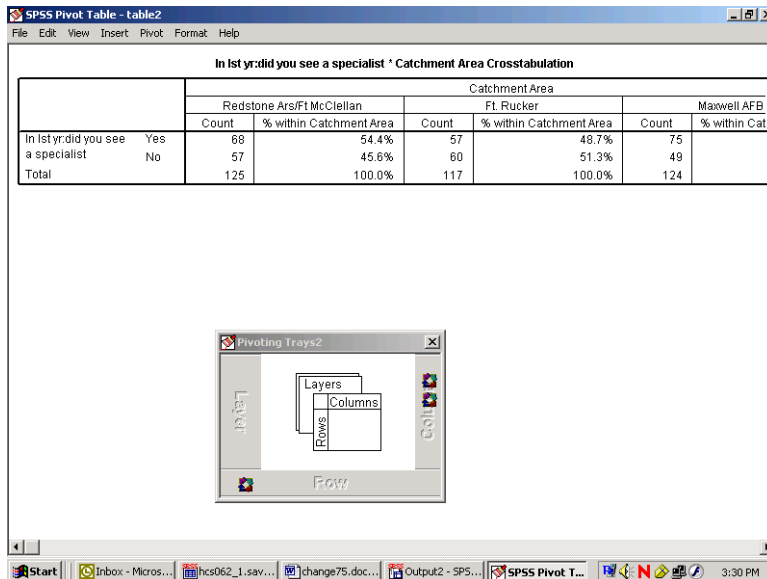 SPSS Pivot Table - table2
File Edit View Insert Pivot Format Help
In lst yr:did you see a specialist * Catchment Area Crosstabulation
Catchment Area
Redstone Ars/Ft McClellan Ft. Rucker Maxwell AFB
Count % within Catchment Area Count % within Catchment Area Count % within Cat
In lst yr:did you see Yes 68 54.4% 57 48.7% 75
a specialist No 57 45.6% 60 51.3% 49
Total 125 100.0% 117 100.0% 124
Pivoting Trays2
Layer
Layers
Columns
Rows
Colu
Row
Start Inbox - Micros... hcs062_1.sav... change75.doc... Output2 - SPS... SPSS Pivot T... N 3:30 PM